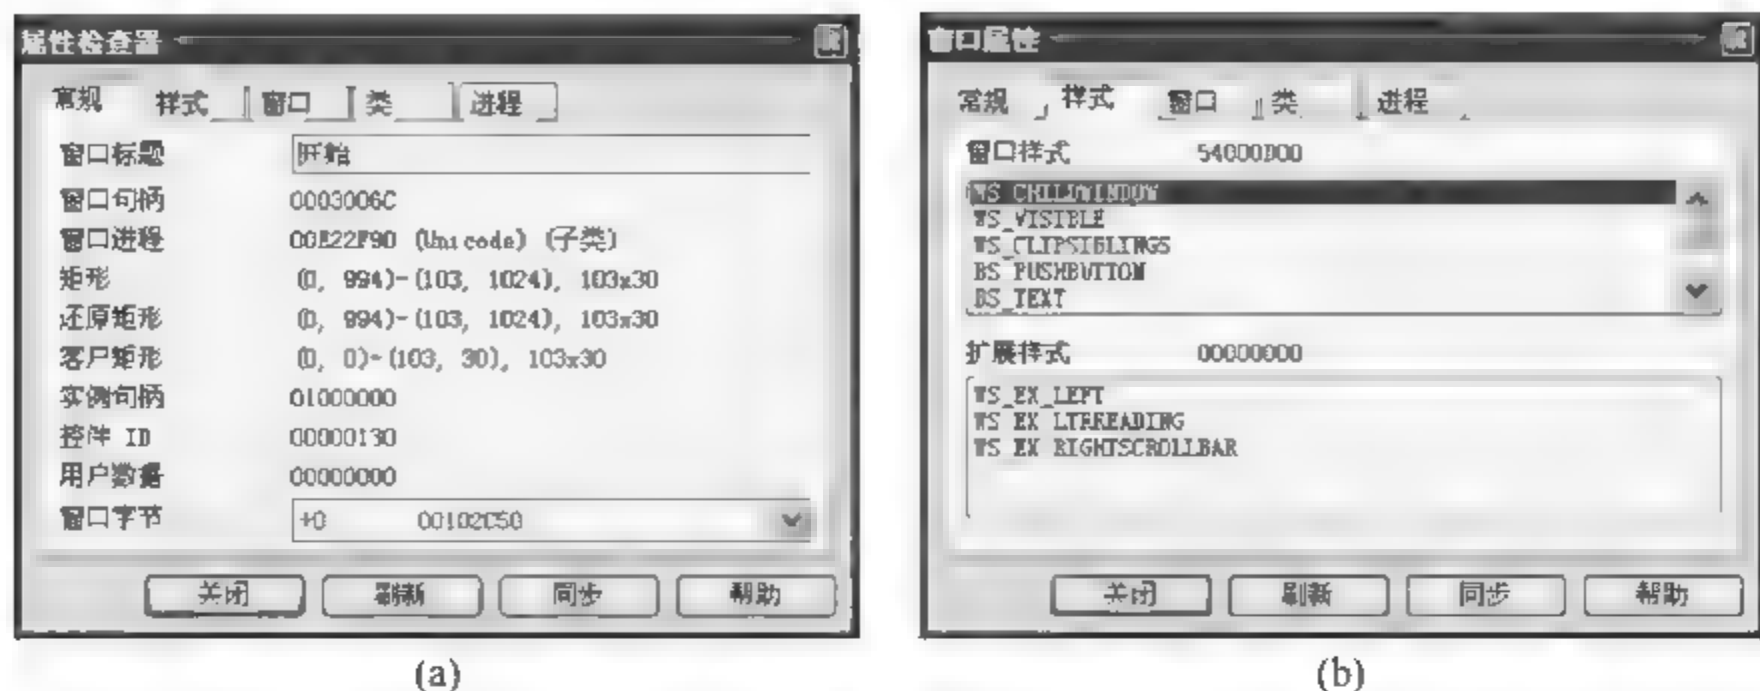 属性检查器
常规 样式 窗口 类 进程
窗口标题 开始
窗口句柄 0003006C
窗口进程 00E22F90 (Unicode) (子类)
矩形 (0, 994)-(103, 1024), 103x30
还原矩形 (0, 994)-(103, 1024), 103x30
客户矩形 (0, 0)-(103, 30), 103x30
实例句柄 01000000
控件 ID 00000130
用户数据 00000000
窗口字节 +0 00102C50
关闭 刷新 同步 帮助
(a)
窗口属性
常规 样式 窗口 类 进程
窗口样式 54000B00
WS_CHILDWINDOW
WS_VISIBLE
WS_CLIPSIBLINGS
BS_PUSHBUTTON
BS_TEXT
扩展样式 00000000
WS_EX_LEFT
WS_EX_LTRREADING
WS_EX_RIGHTSCROLLBAR
关闭 刷新 同步 帮助
(b)